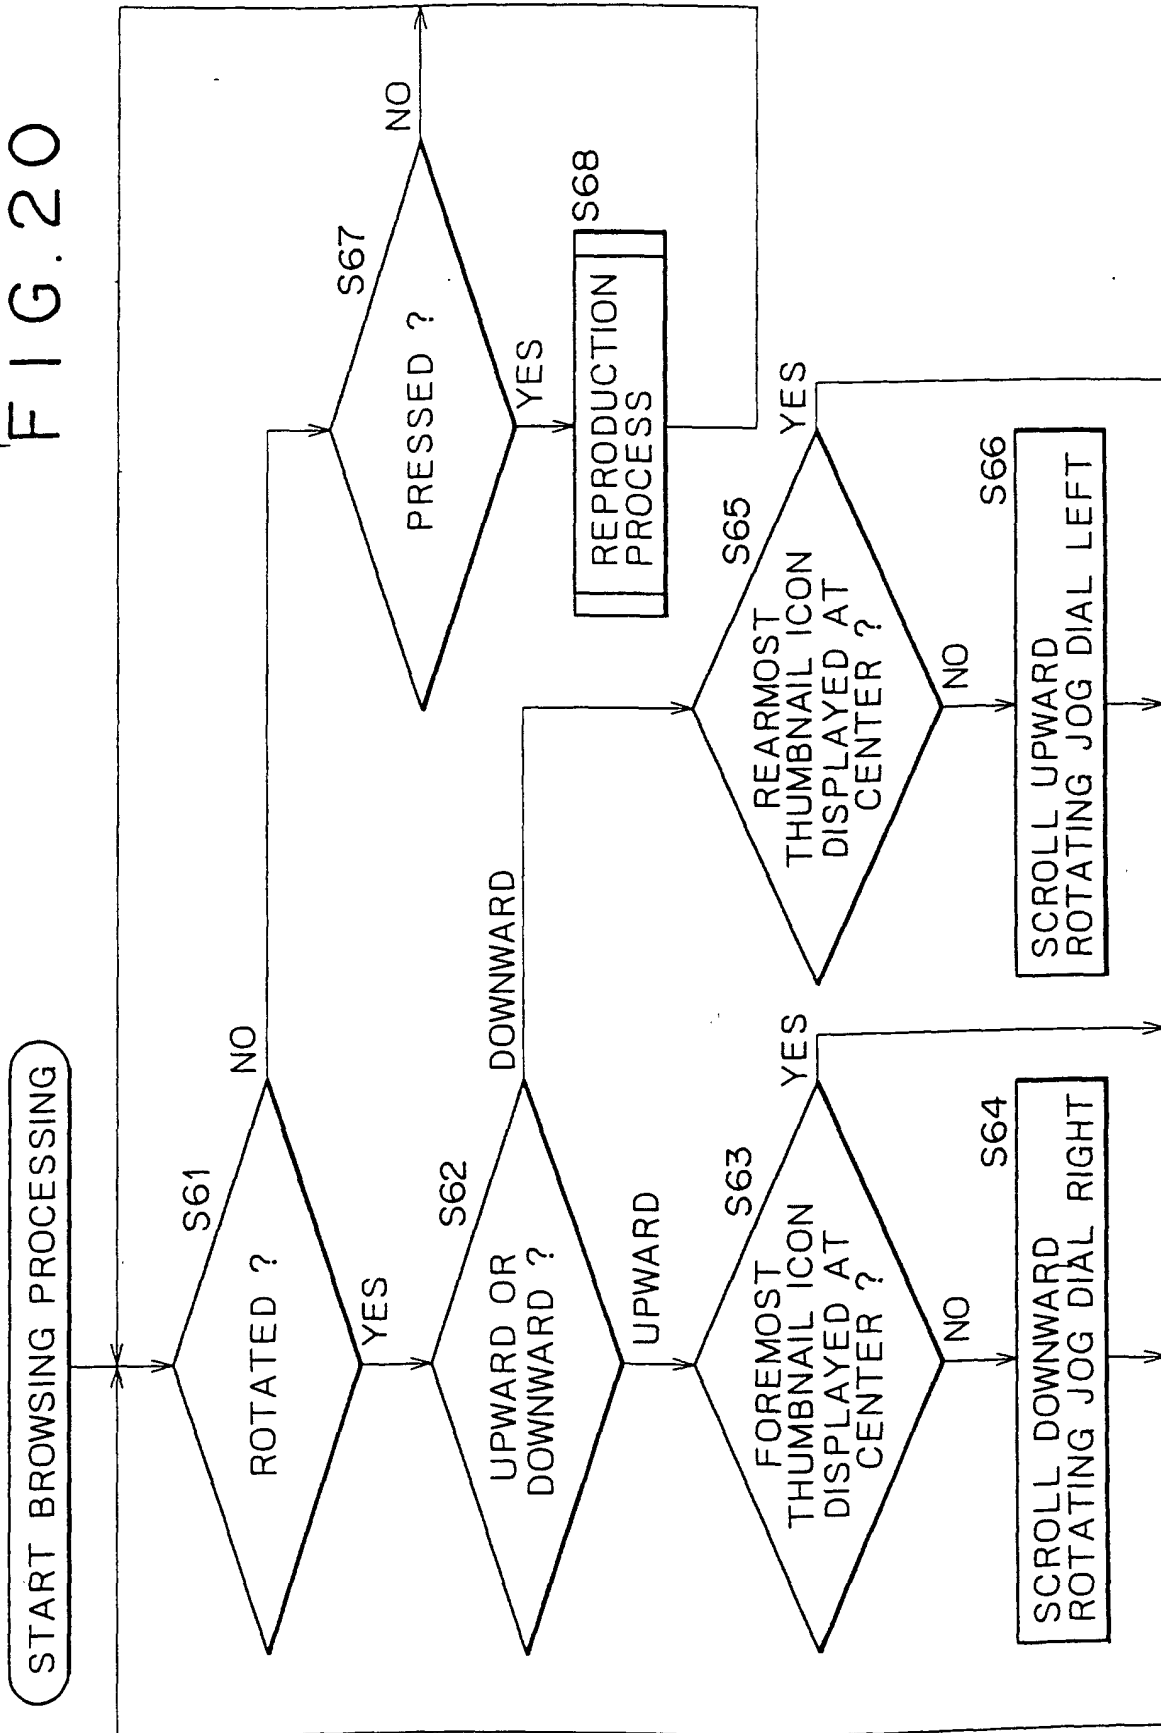 FIG.20
START BROWSING PROCESSING
S61
ROTATED ?
NO
YES
S62
UPWARD OR
DOWNWARD ?
DOWNWARD
UPWARD
S63
FOREMOST
THUMBNAIL ICON
DISPLAYED AT
CENTER ?
YES
NO
S64
SCROLL DOWNWARD
ROTATING JOG DIAL RIGHT
S65
REARMOST
THUMBNAIL ICON
DISPLAYED AT
CENTER ?
YES
NO
S66
SCROLL UPWARD
ROTATING JOG DIAL LEFT
S67
PRESSED ?
NO
YES
S68
REPRODUCTION
PROCESS